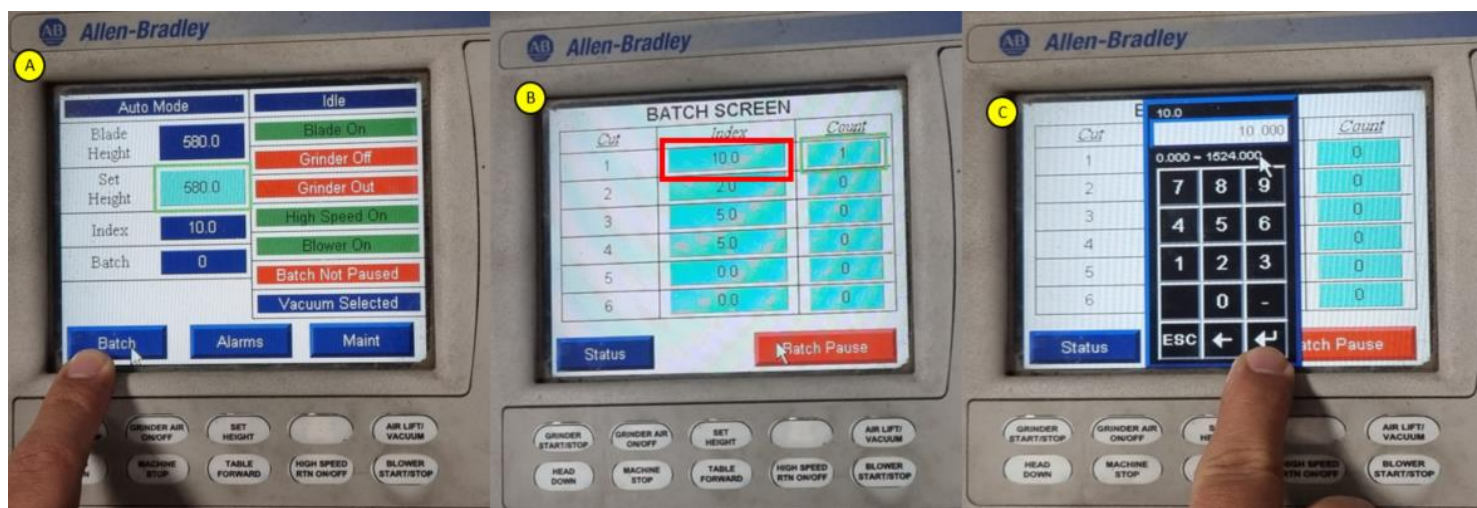 A
AB Allen-Bradley
Auto Mode
Idle
Blade Height
580.0
Blade On
Grinder Off
Set Height
580.0
Grinder Out
Index
10.0
High Speed On
Blower On
Batch
0
Batch Not Paused
Vacuum Selected
Batch
Alarms
Maint
GRINDER AIR
ON/OFF
SET
HEIGHT
AIR LIFT/
VACUUM
MACHINE
STOP
TABLE
FORWARD
HIGH SPEED
RTN ON/OFF
BLOWER
START/STOP
B
AB Allen-Bradley
BATCH SCREEN
Cut Index Count
1 10.0 1
2 2.0 0
3 5.0 0
4 5.0 0
5 0.0 0
6 0.0 0
Status
Batch Pause
GRINDER
START/STOP
GRINDER AIR
ON/OFF
SET
HEIGHT
AIR LIFT/
VACUUM
HEAD
DOWN
MACHINE
STOP
TABLE
FORWARD
HIGH SPEED
RTN ON/OFF
BLOWER
START/STOP
C
AB Allen-Bradley
10.0
10.000
0.000 ~ 1524.000
Cut Count
1 0
2 0
3 0
4 0
5 0
6 0
7 8 9
4 5 6
1 2 3
0 -
ESC ←
Status
atch Pause
GRINDER
START/STOP
GRINDER AIR
ON/OFF
AIR LIFT/
VACUUM
HEAD
DOWN
MACHINE
STOP
BLOWER
START/STOP